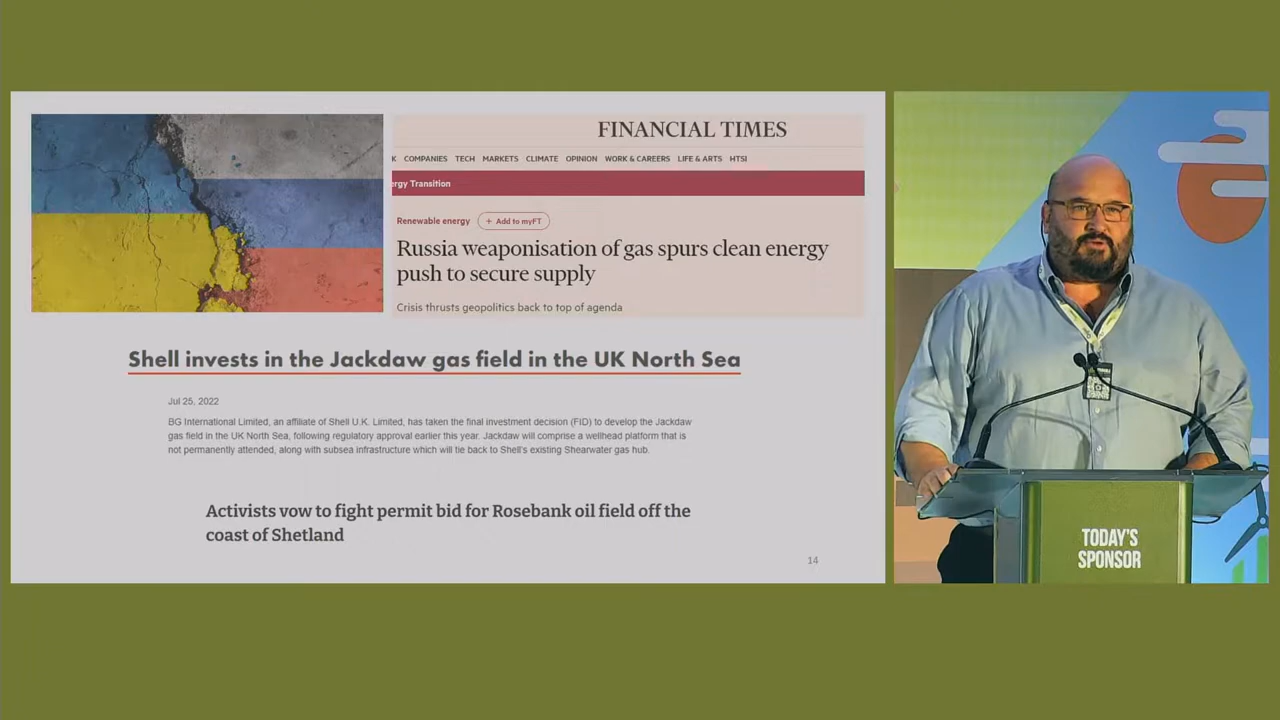 FINANCIAL TIMES
K COMPANIES TECH MARKETS CLIMATE OPINION WORK & CAREERS LIFE & ARTS HTSI
ergy Transition
Renewable energy + Add to myFT
Russia weaponisation of gas spurs clean energy
push to secure supply
Crisis thrusts geopolitics back to top of agenda
Shell invests in the Jackdaw gas field in the UK North Sea
Jul 25, 2022
BG International Limited, an affiliate of Shell U.K. Limited, has taken the final investment decision (FID) to develop the Jackdaw
gas field in the UK North Sea, following regulatory approval earlier this year. Jackdaw will comprise a wellhead platform that is
not permanently attended, along with subsea infrastructure which will tie back to Shell's existing Shearwater gas hub.
Activists vow to fight permit bid for Rosebank oil field off the
coast of Shetland
14
TODAY'S
SPONSOR